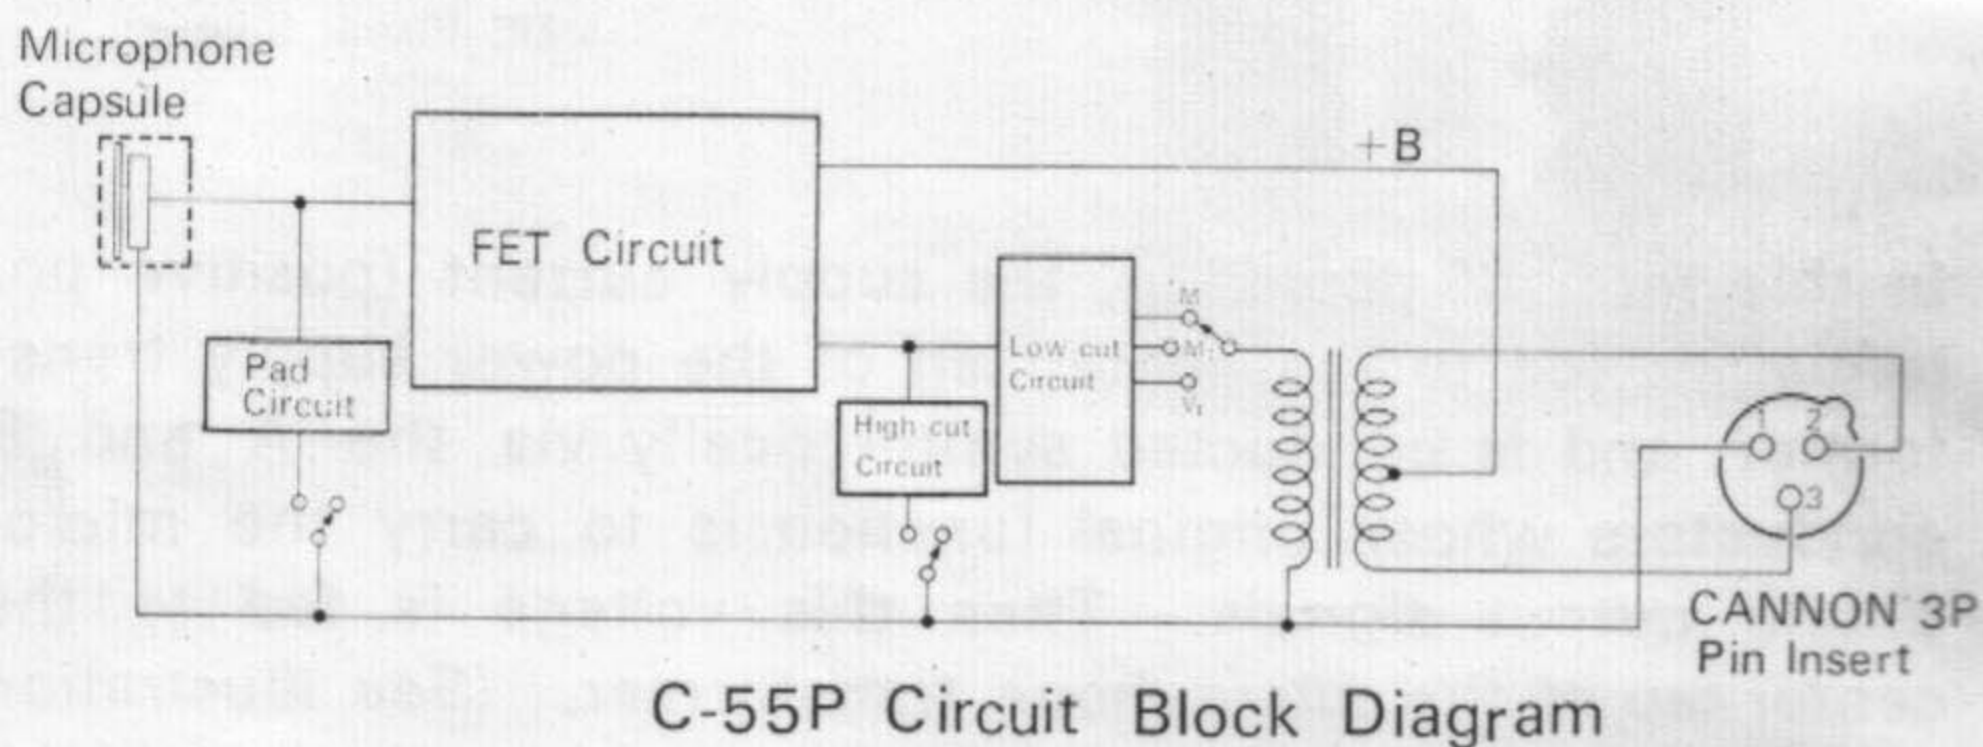 Microphone
Capsule
+B
FET Circuit
Pad
Circuit
High cut
Circuit
Low cut
Circuit
M
M₁
V₁
1
2
3
CANNON 3P
Pin Insert
C-55P Circuit Block Diagram